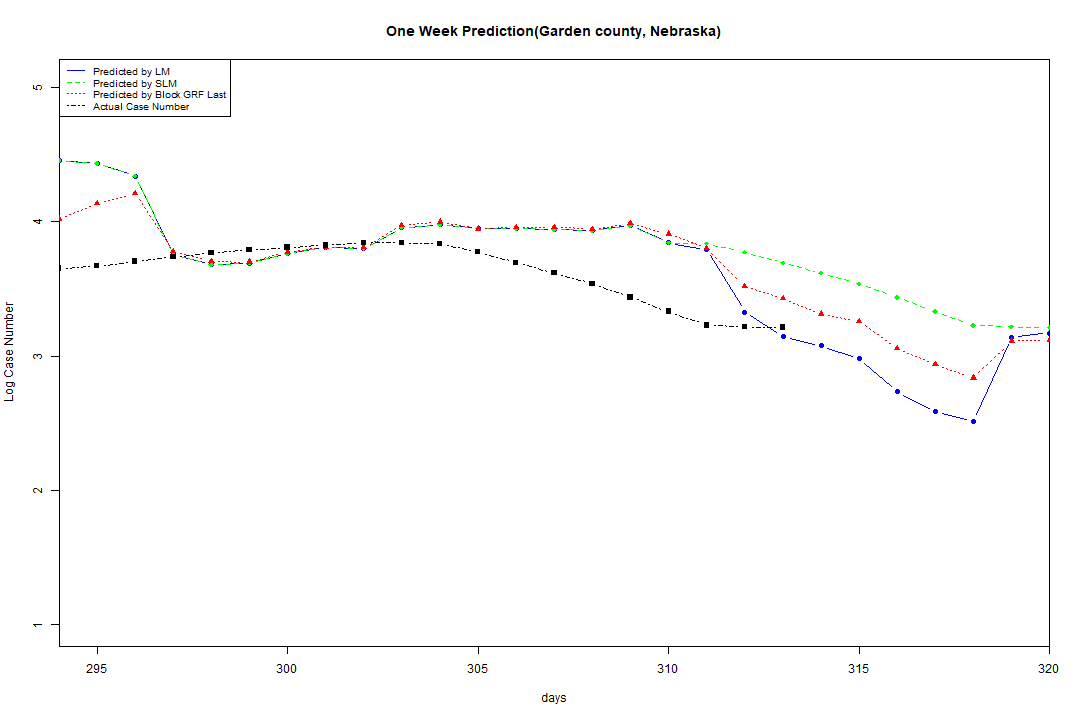 One Week Prediction(Garden county, Nebraska)
Predicted by LM
Predicted by SLM
Predicted by Block GRF Last
Actual Case Number
5
4
3
2
1
Log Case Number
295 300 305 310 315 320
days